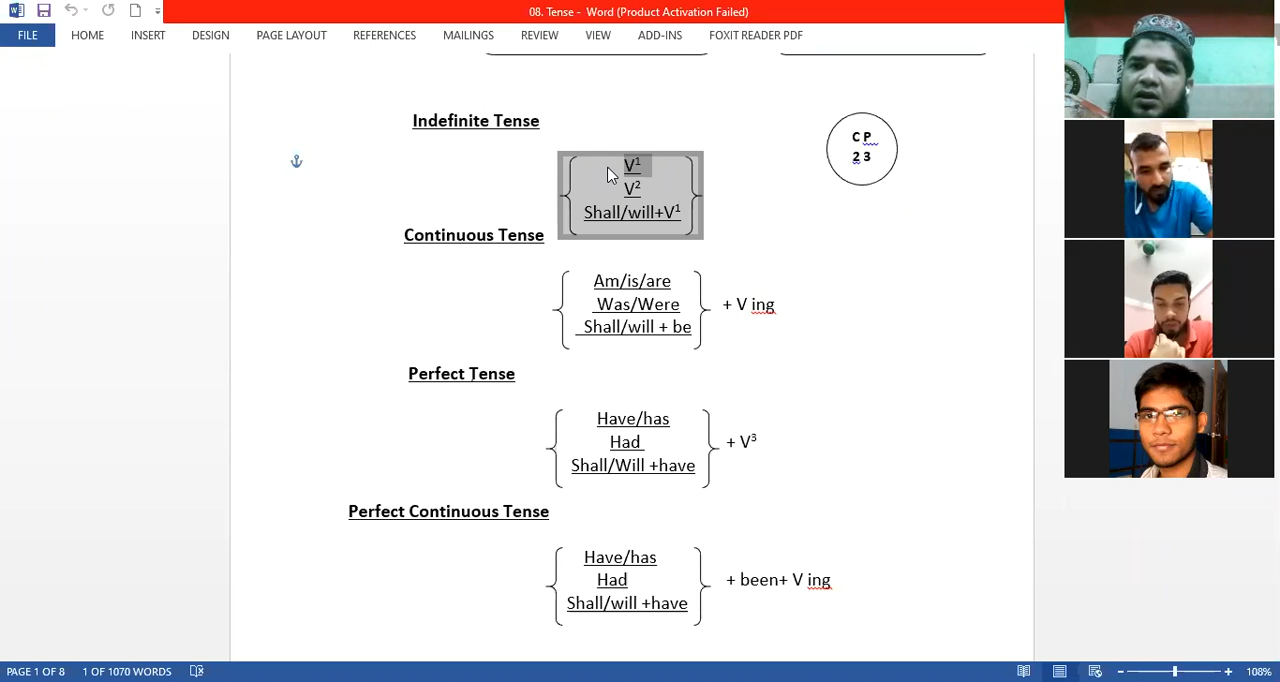 08. Tense - Word (Product Activation Failed)
FILE HOME INSERT DESIGN PAGE LAYOUT REFERENCES MAILINGS REVIEW VIEW ADD-INS FOXIT READER PDF
Indefinite Tense
C P
2 3
V¹
V²
Shall/will+V¹
Continuous Tense
Am/is/are
Was/Were + V ing
Shall/will + be
Perfect Tense
Have/has
Had + V³
Shall/Will +have
Perfect Continuous Tense
Have/has
Had + been+ V ing
Shall/will +have
PAGE 1 OF 8 1 OF 1070 WORDS 108%